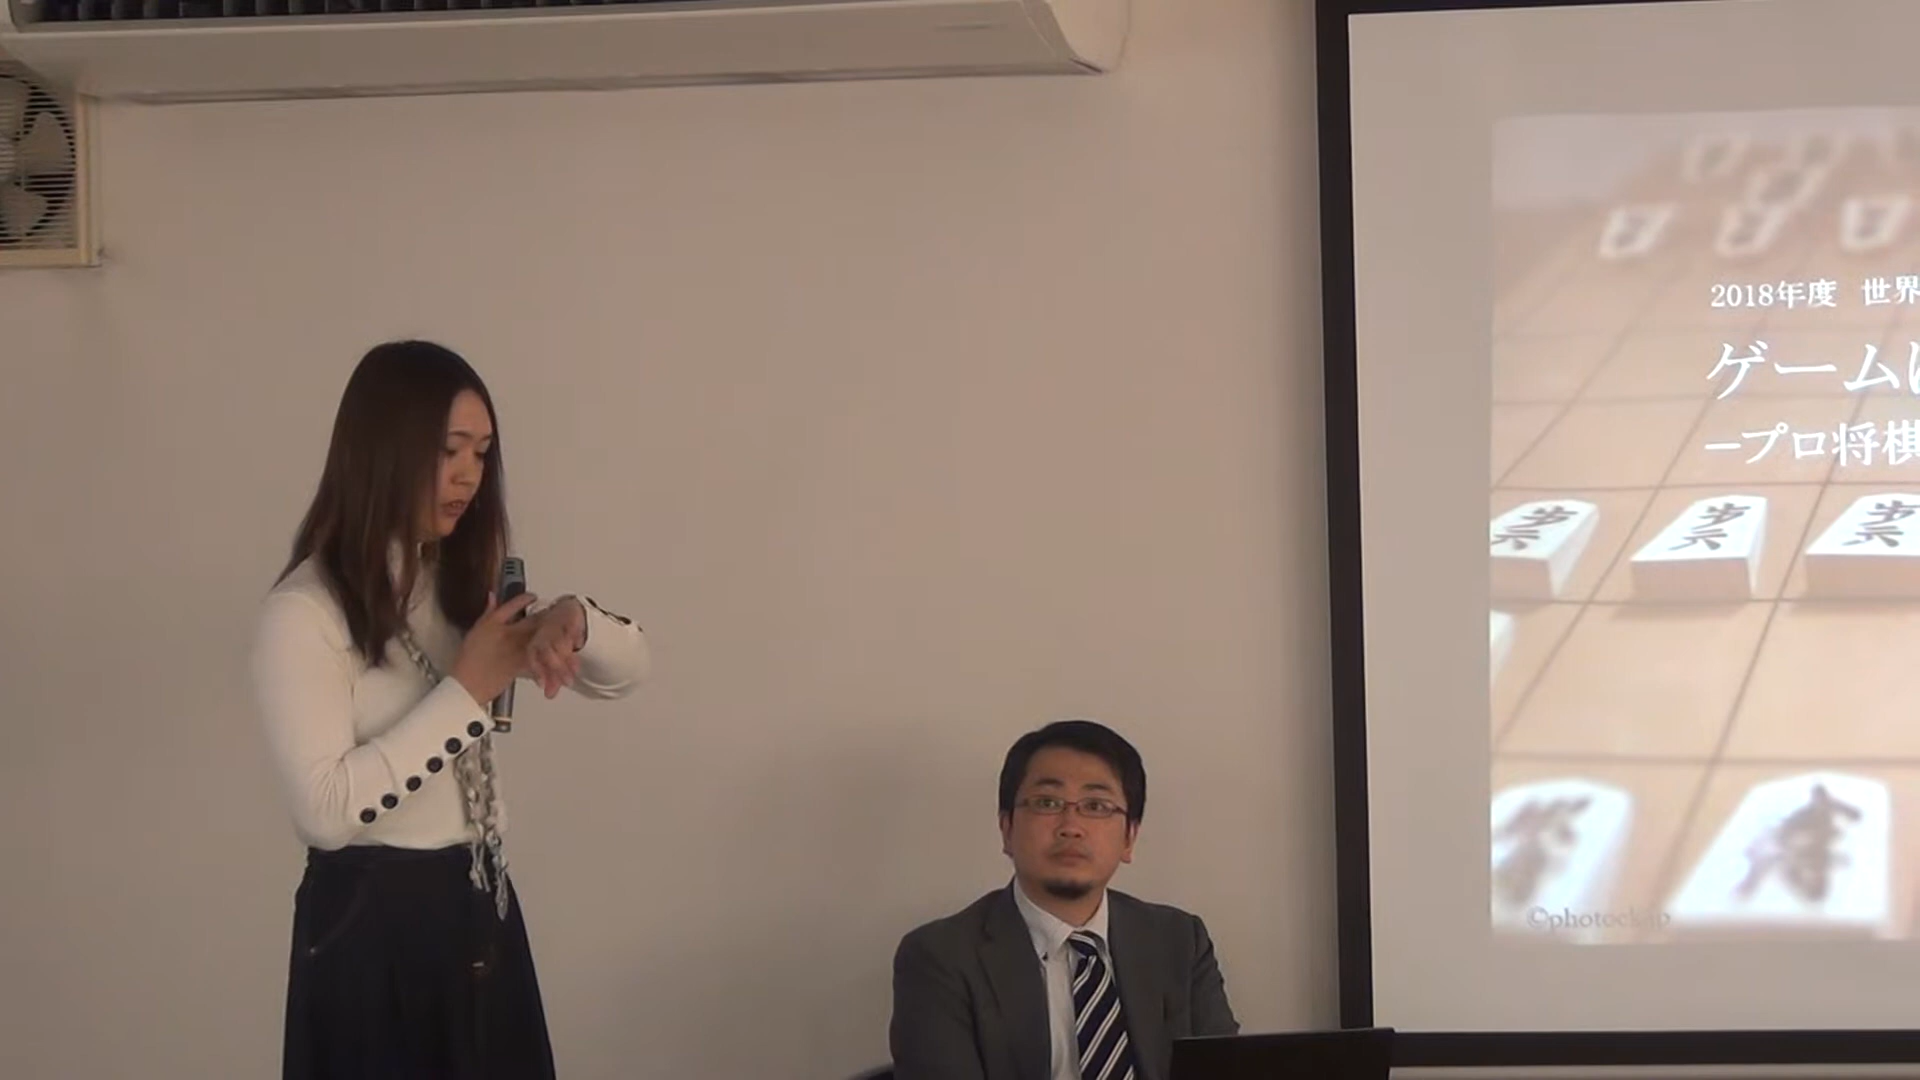 2018年度 世界
ゲームに
−プロ将棋
歩兵 歩兵 歩兵
©photock.jp